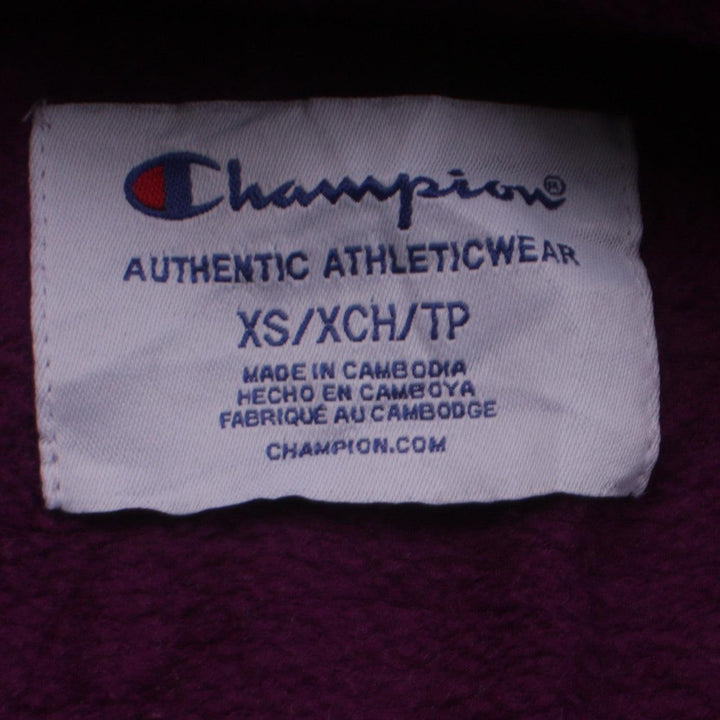 Champion®
AUTHENTIC ATHLETICWEAR
XS/XCH/TP
MADE IN CAMBODIA
HECHO EN CAMBOYA
FABRIQUÉ AU CAMBODGE
CHAMPION.COM